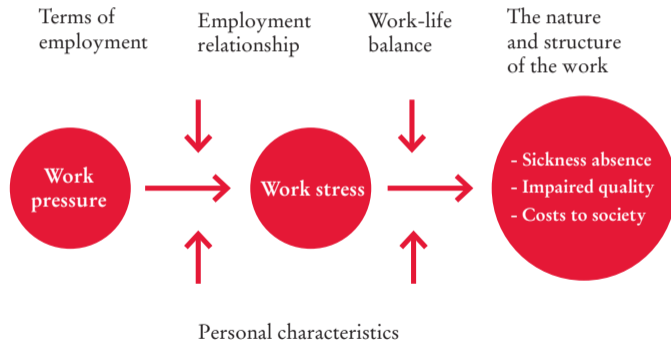 Terms of
employment
Employment
relationship
Work-life
balance
The nature
and structure
of the work
Work
pressure
Work stress
- Sickness absence
- Impaired quality
- Costs to society
Personal characteristics